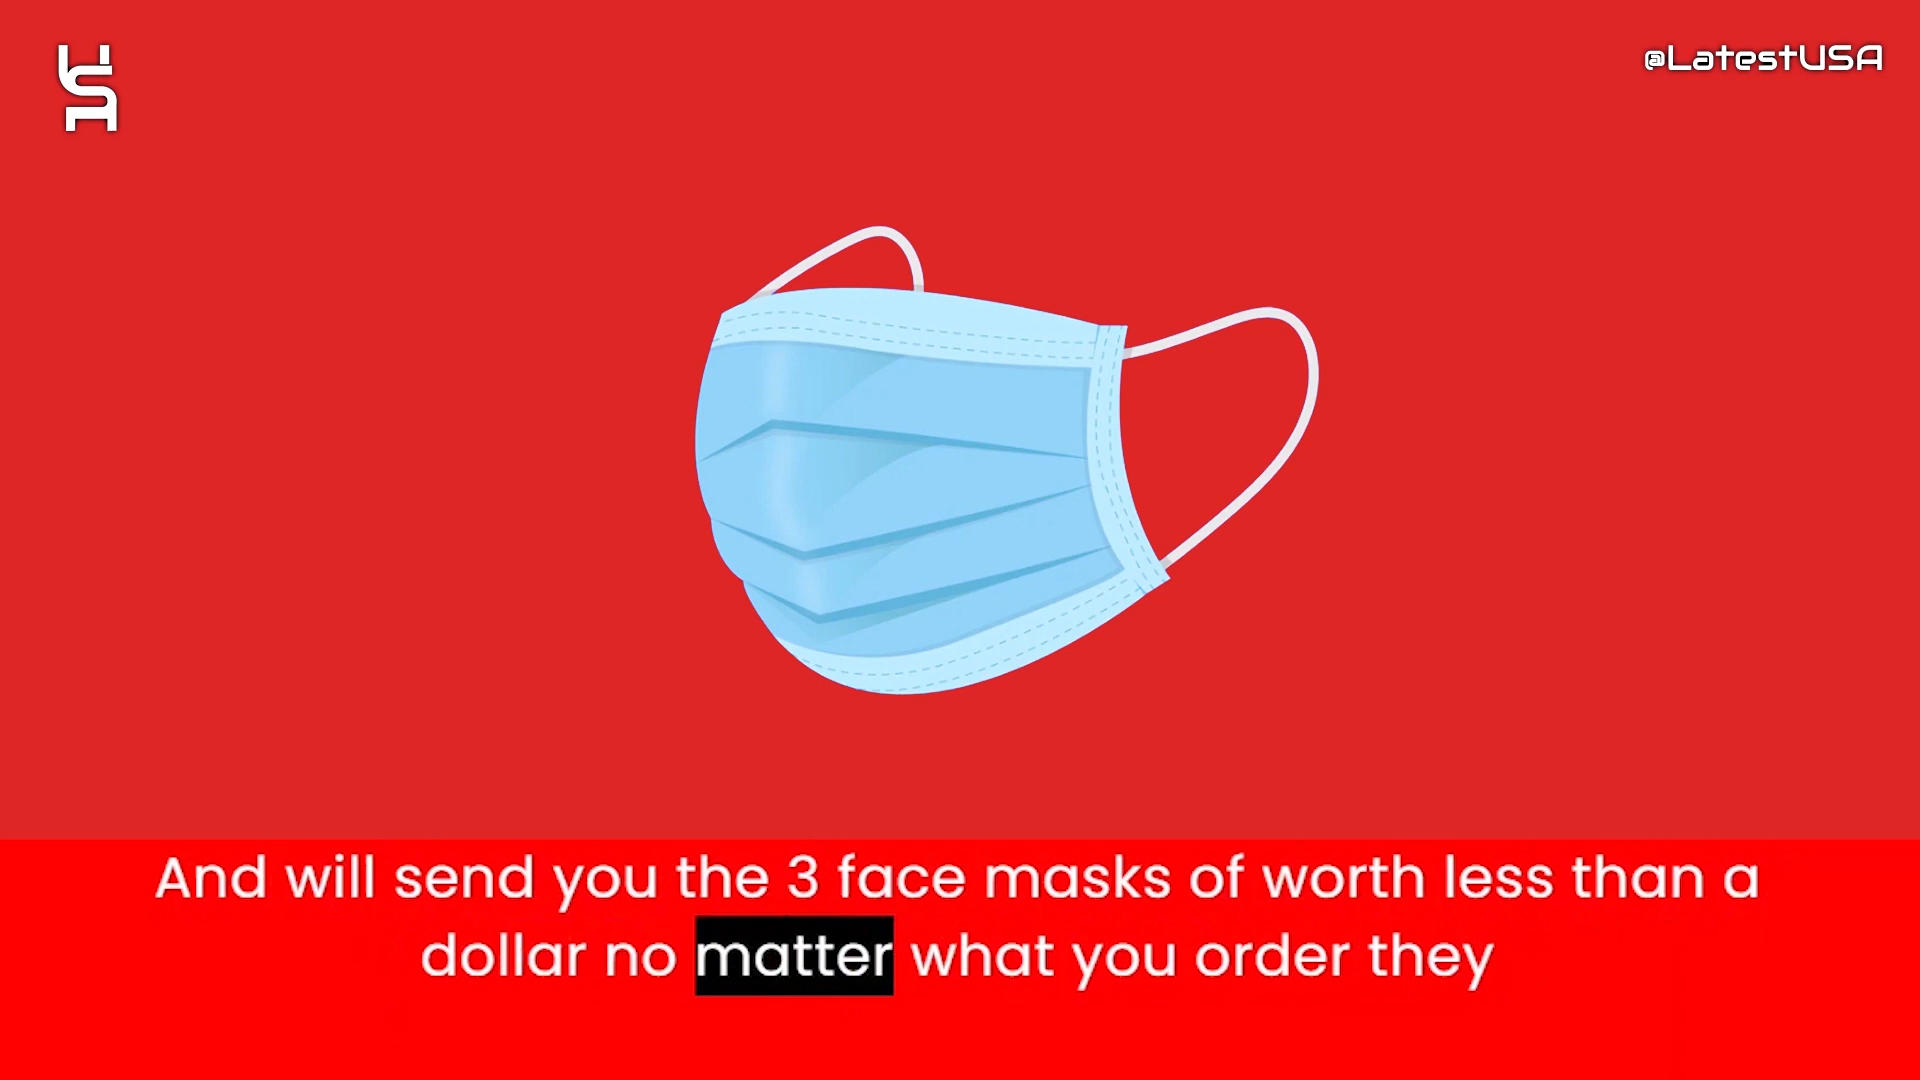 USA
@LatestUSA
And will send you the 3 face masks of worth less than a
dollar no matter what you order they